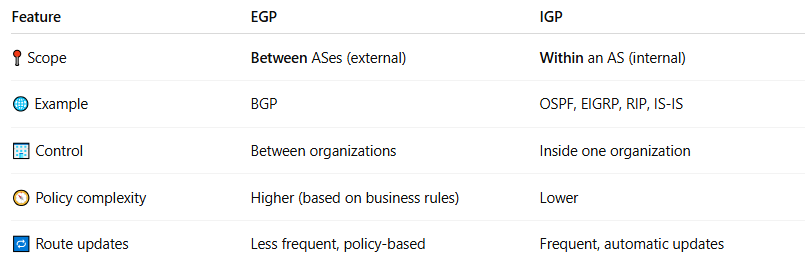 Feature EGP IGP
Scope Between ASes (external) Within an AS (internal)
Example BGP OSPF, EIGRP, RIP, IS-IS
Control Between organizations Inside one organization
Policy complexity Higher (based on business rules) Lower
Route updates Less frequent, policy-based Frequent, automatic updates